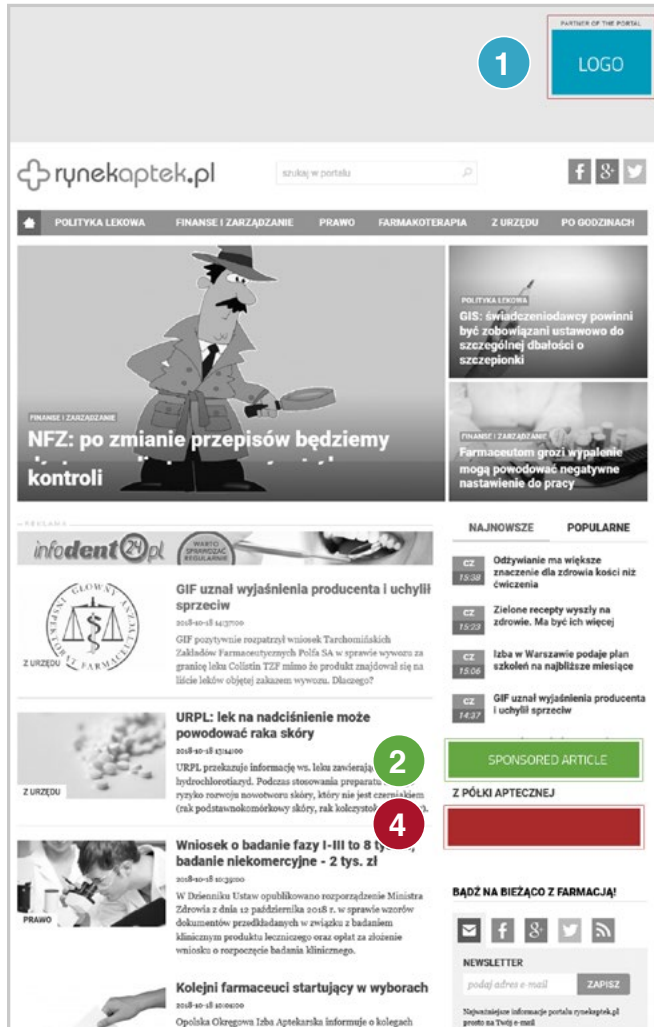 PARTNER OF THE PORTAL
1
LOGO
rynekaptek.pl
szukaj w portalu
POLITYKA LEKOWA
FINANSE I ZARZĄDZANIE
PRAWO
FARMAKOTERAPIA
Z URZĘDU
PO GODZINACH
FINANSE I ZARZĄDZANIE
NFZ: po zmianie przepisów będziemy
kontroli
POLITYKA LEKOWA
GIS: świadczeniodawcy powinni
być zobowiązani ustawowo do
szczególnej dbałości o
szczepionki
FINANSE I ZARZĄDZANIE
Farmaceutom grozi wypalenie
mogą powodować negatywne
nastawienie do pracy
REKLAMA
infodent24pl
WARTO
SPRAWDZAĆ
REGULARNIE
GŁÓWNY INSPEKTORAT FARMACEUTYCZNY
Z URZĘDU
GIF uznał wyjaśnienia producenta i uchylił
sprzeciw
2018-10-18 14:37:00
GIF pozytywnie rozpatrzył wniosek Tarchomińskich
Zakładów Farmaceutycznych Polfa SA w sprawie wywozu za
granicę leku Colistin TZF mimo że produkt znajdował się na
liście leków objętej zakazem wywozu. Dlaczego?
Z URZĘDU
URPL: lek na nadciśnienie może
powodować raka skóry
2018-10-18 13:14:00
URPL przekazuje informację ws. leku zawierają
hydrochlorotiazyd. Podczas stosowania preparatu
ryzyko rozwoju nowotworu skóry, który nie jest czerniakiem
(rak podstawnokomórkowy skóry, rak
PRAWO
Wniosek o badanie fazy I-III to 8
badanie niekomercyjne - 2 tys. zł
2018-10-18 10:39:00
W Dzienniku Ustaw opublikowano rozporządzenie Ministra
Zdrowia z dnia 12 października 2018 r. w sprawie wzorów
dokumentów przedkładanych w związku z badaniem
klinicznym produktu leczniczego oraz opłat za złożenie
wniosku o rozpoczęcie badania klinicznego.
Kolejni farmaceuci startujący w wyborach
2018-10-18 10:01:00
Opolska Okręgowa Izba Aptekarska informuje o kolegach
NAJNOWSZE
POPULARNE
CZ
15:38
Odżywianie ma większe
znaczenie dla zdrowia kości niż
ćwiczenia
CZ
15:23
Zielone recepty wyszły na
zdrowie. Ma być ich więcej
CZ
15:06
Izba w Warszawie podaje plan
szkoleń na najbliższe miesiące
CZ
14:37
GIF uznał wyjaśnienia producenta
i uchylił sprzeciw
2
SPONSORED ARTICLE
Z PÓŁKI APTECZNEJ
4
BĄDŹ NA BIEŻĄCO Z FARMACJĄ!
NEWSLETTER
podaj adres e-mail
ZAPISZ
Najważniejsze informacje portalu rynekaptek.pl
prosto na Twój e-mail